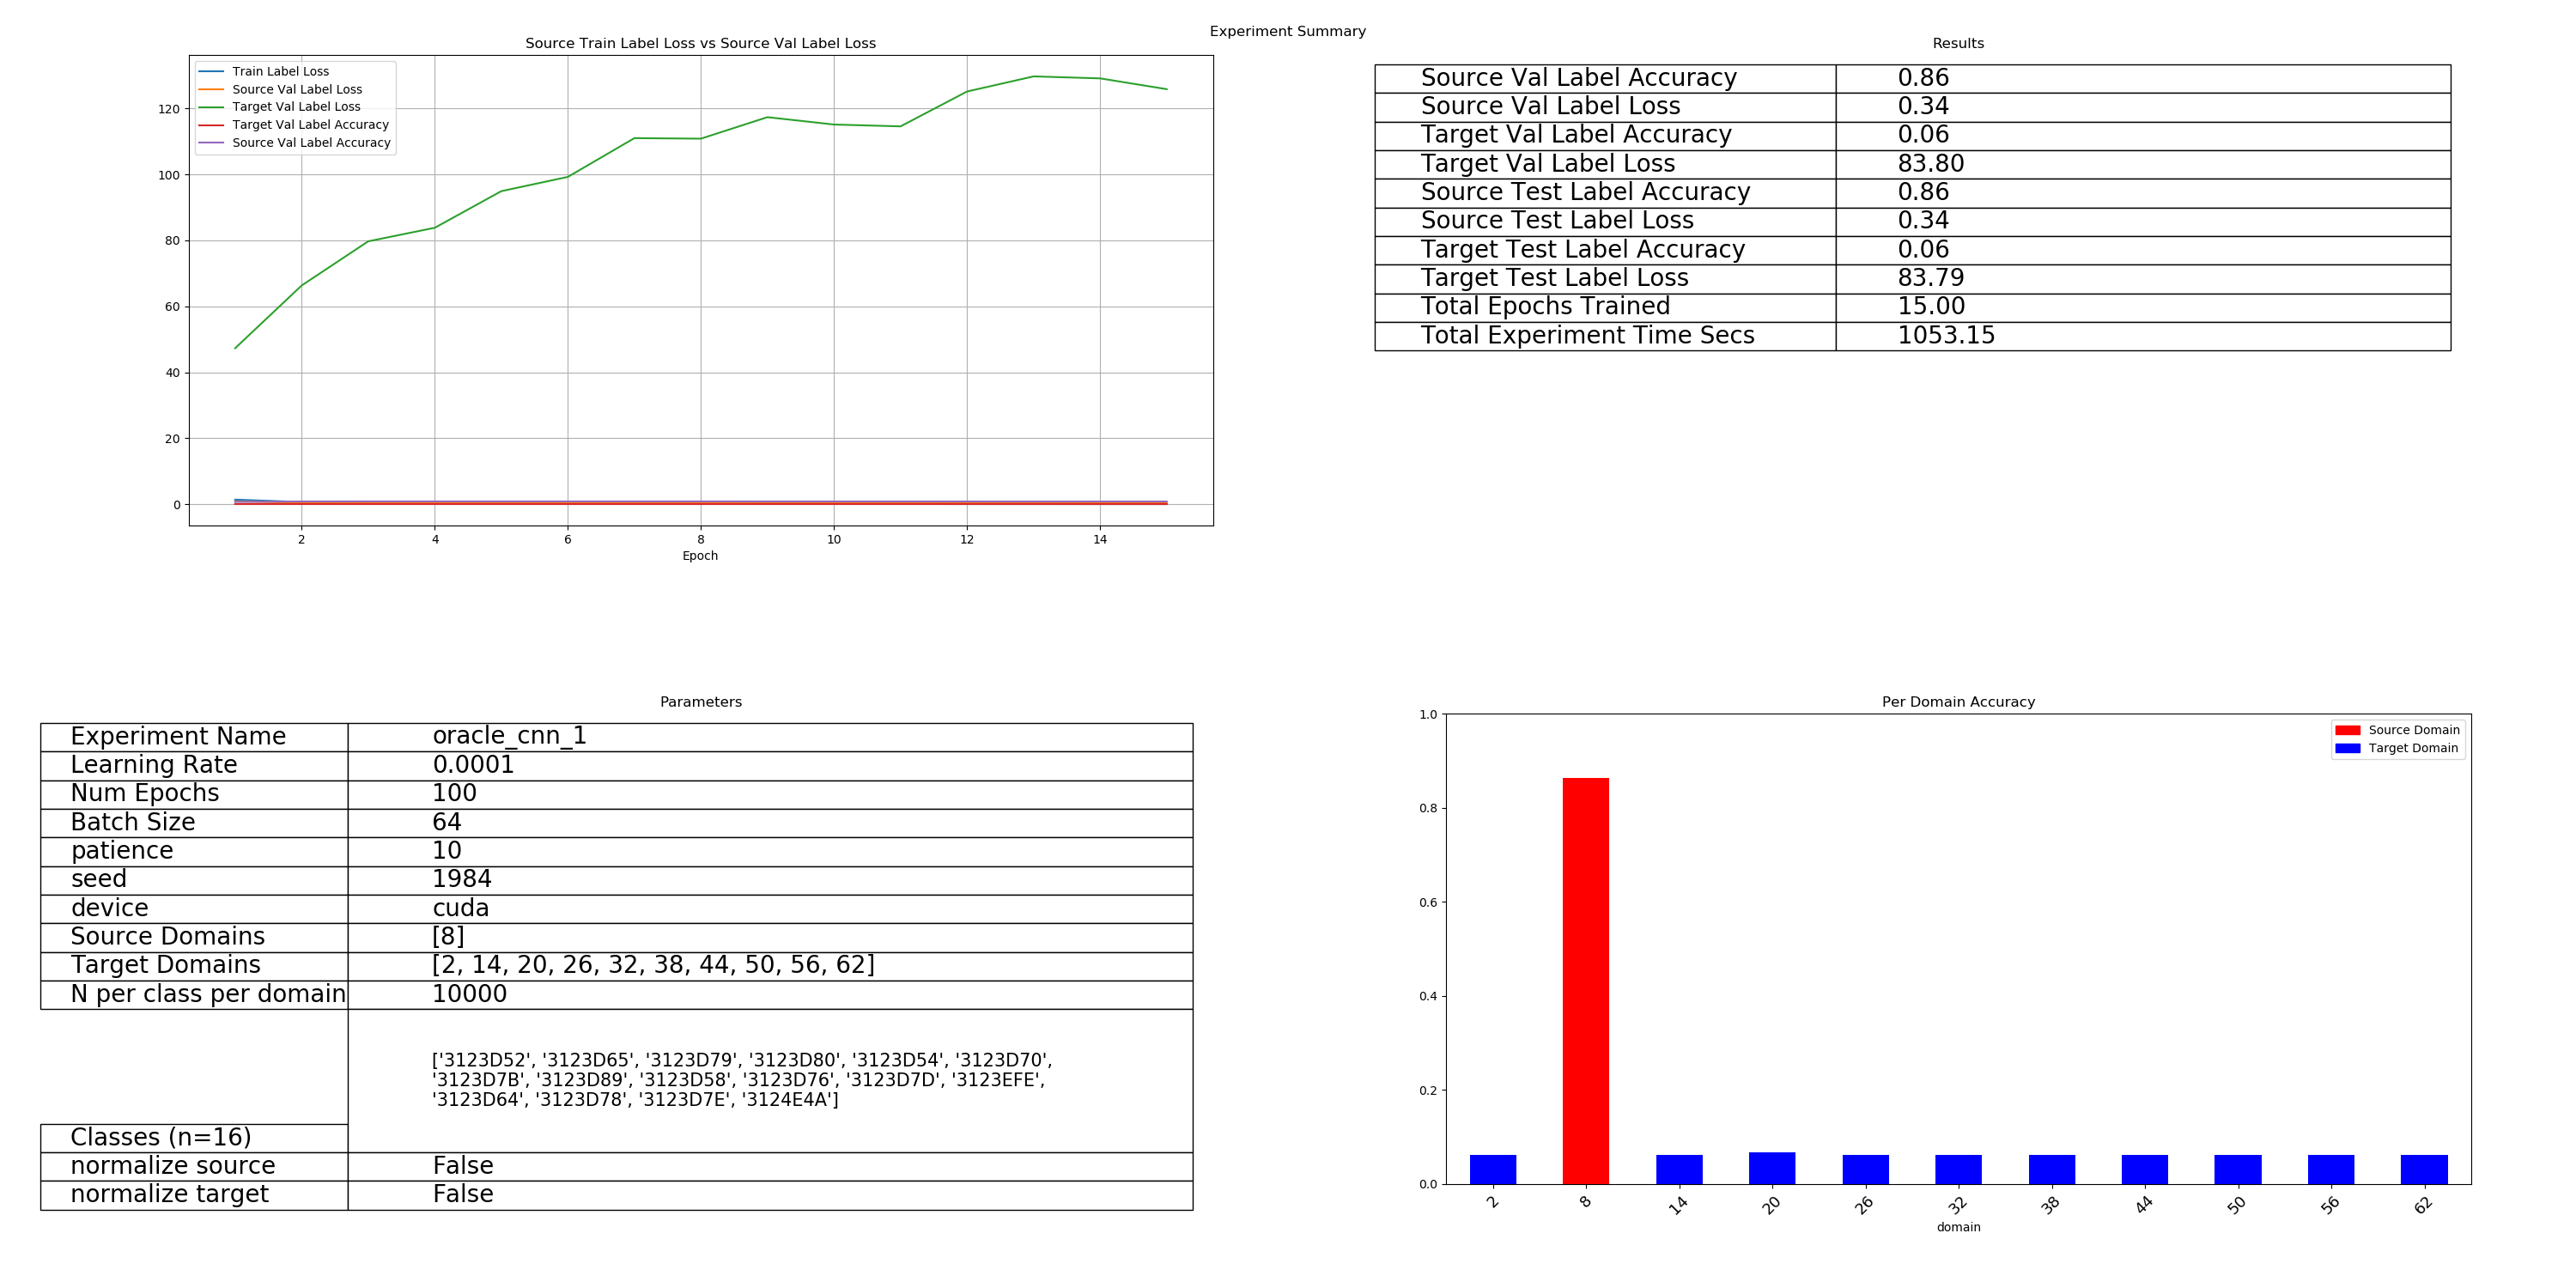 Experiment Summary
Source Train Label Loss vs Source Val Label Loss
Train Label Loss
Source Val Label Loss
Target Val Label Loss
Target Val Label Accuracy
Source Val Label Accuracy
120
100
80
60
40
20
0
2 4 6 8 10 12 14
Epoch
Results
Source Val Label Accuracy 0.86
Source Val Label Loss 0.34
Target Val Label Accuracy 0.06
Target Val Label Loss 83.80
Source Test Label Accuracy 0.86
Source Test Label Loss 0.34
Target Test Label Accuracy 0.06
Target Test Label Loss 83.79
Total Epochs Trained 15.00
Total Experiment Time Secs 1053.15
Parameters
Experiment Name oracle_cnn_1
Learning Rate 0.0001
Num Epochs 100
Batch Size 64
patience 10
seed 1984
device cuda
Source Domains [8]
Target Domains [2, 14, 20, 26, 32, 38, 44, 50, 56, 62]
N per class per domain 10000
['3123D52', '3123D65', '3123D79', '3123D80', '3123D54', '3123D70',
'3123D7B', '3123D89', '3123D58', '3123D76', '3123D7D', '3123EFE',
'3123D64', '3123D78', '3123D7E', '3124E4A']
Classes (n=16)
normalize source False
normalize target False
Per Domain Accuracy
Source Domain
Target Domain
1.0
0.8
0.6
0.4
0.2
0.0
2 8 14 20 26 32 38 44 50 56 62
domain